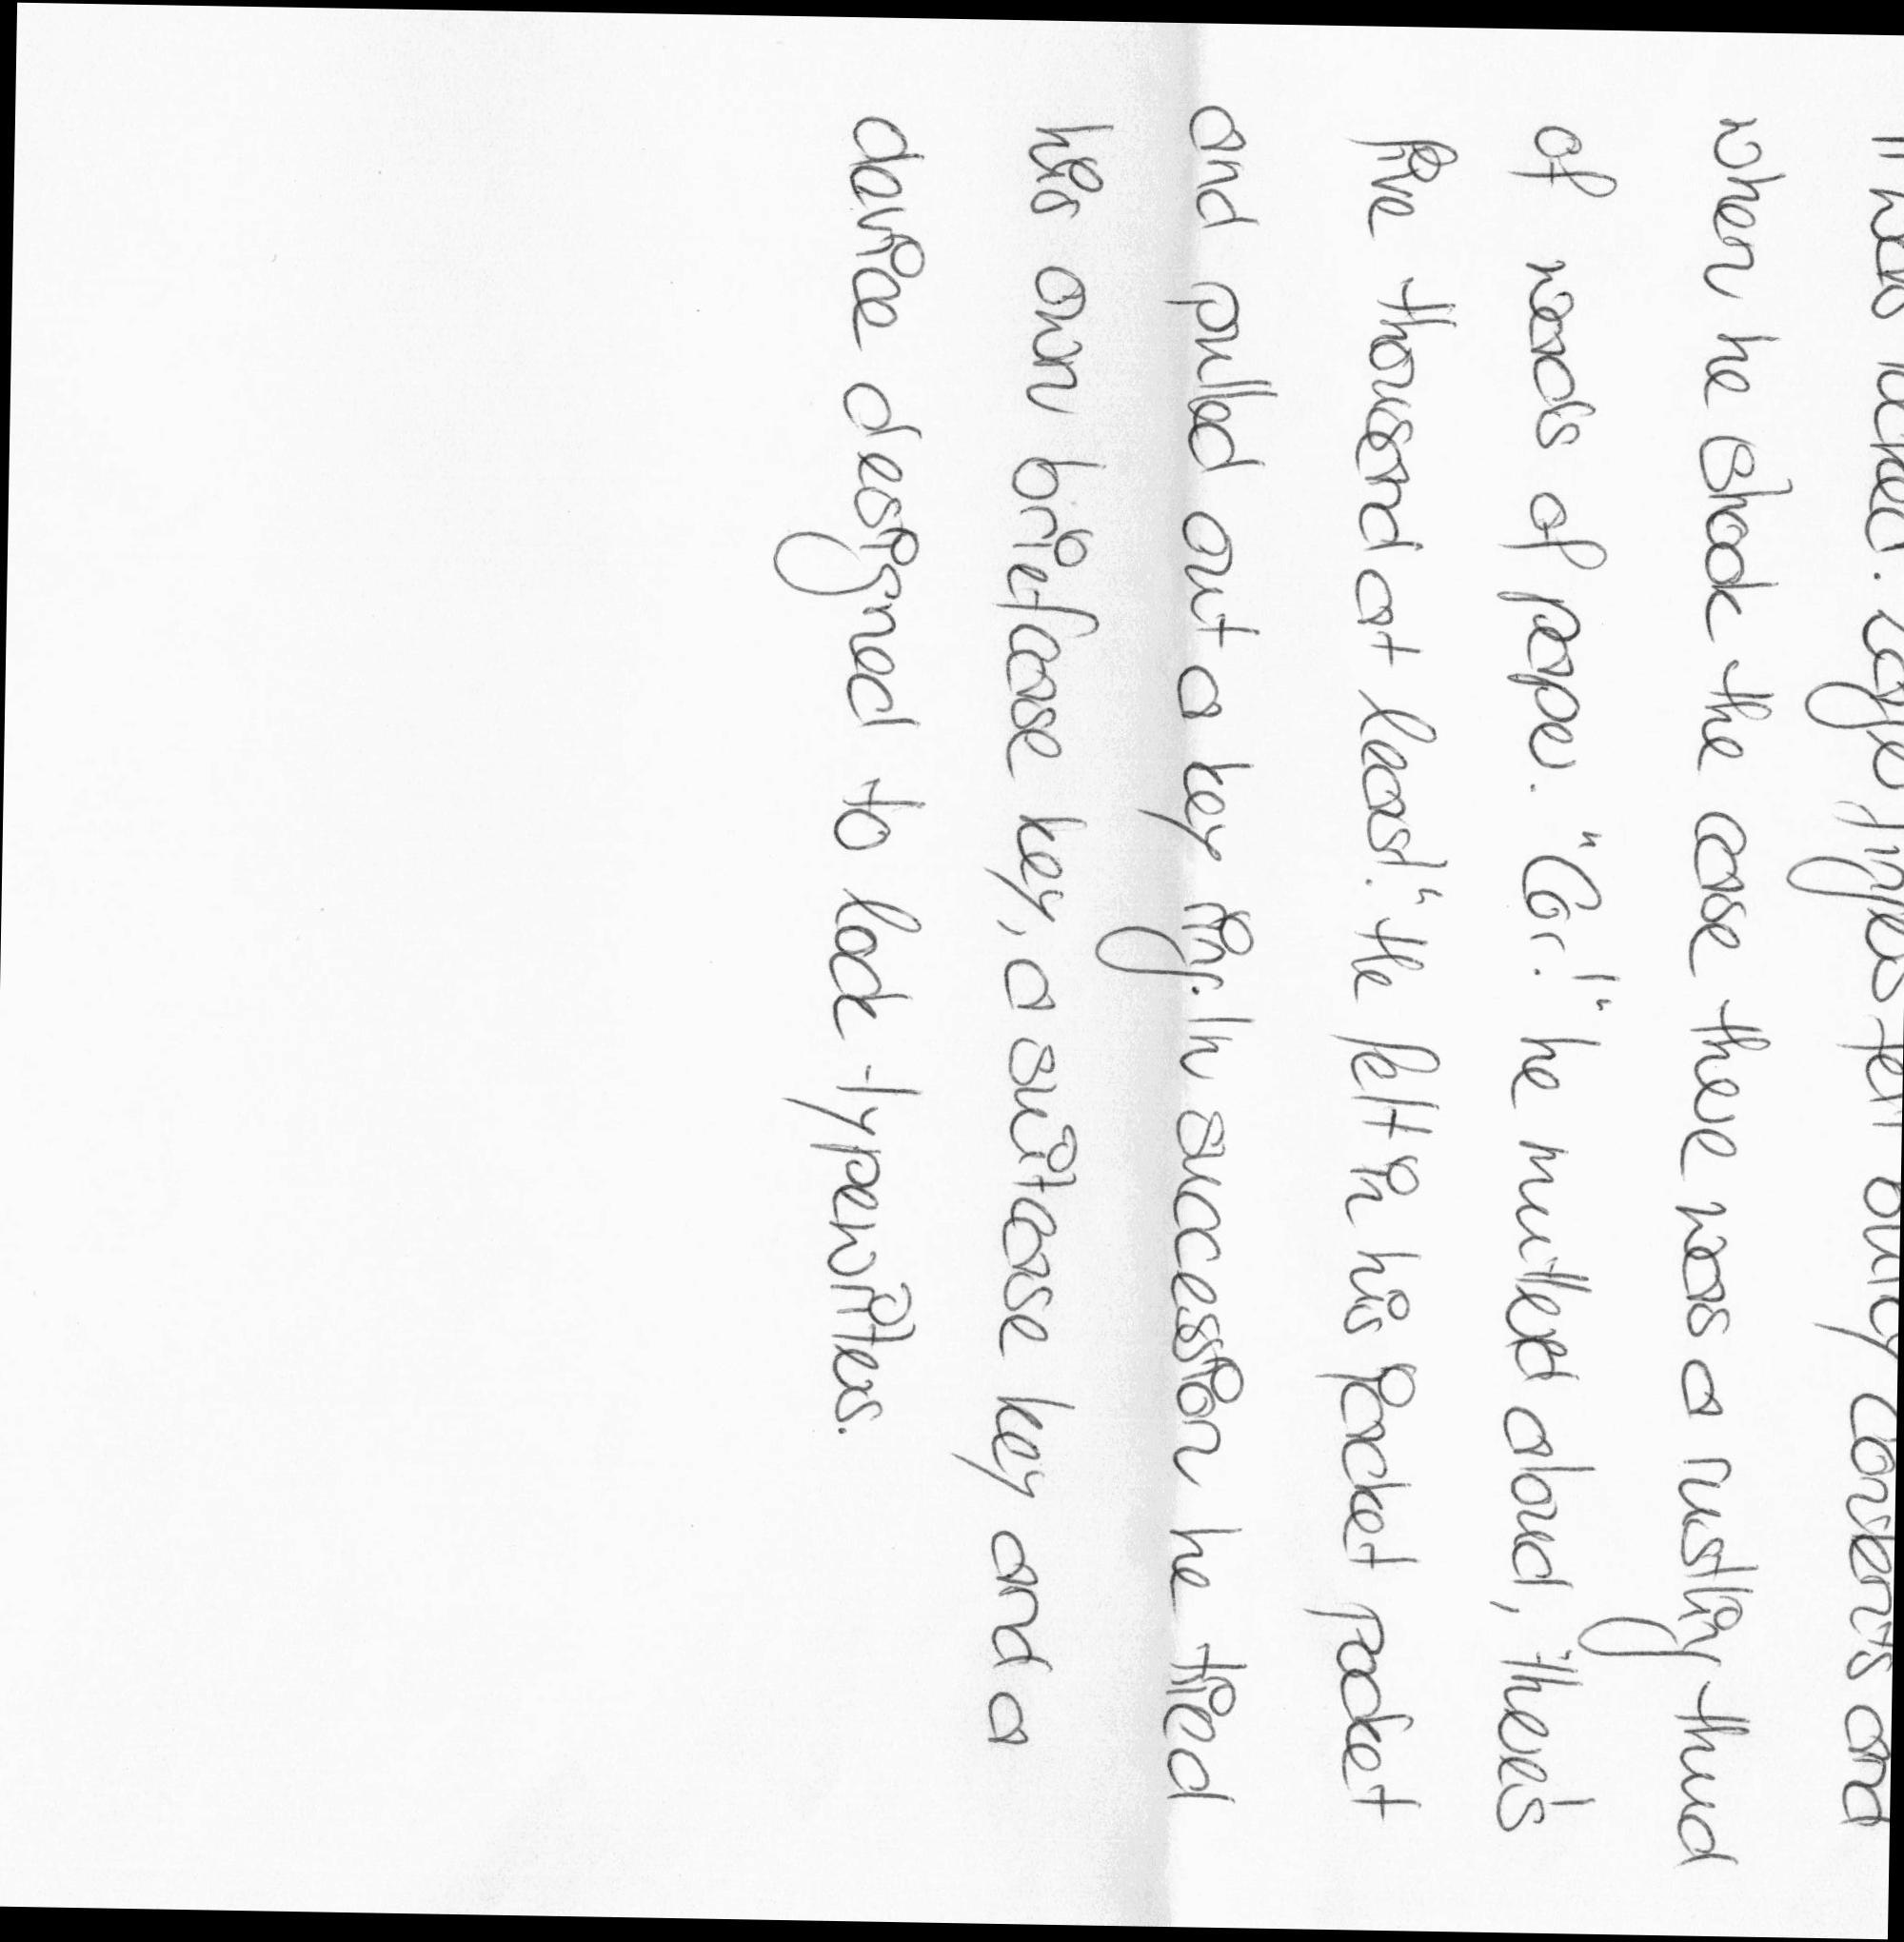 was locked. Eager fingers felt bulky contents and
when he shook the case there was a rustling thud
of wads of paper. "Cor!" he muttered aloud, "there's
five thousand at least." He felt in his jacket pocket
and pulled out a key ring. In succession he tried
his own briefcase key, a suitcase key and a
device designed to lock typewriters.